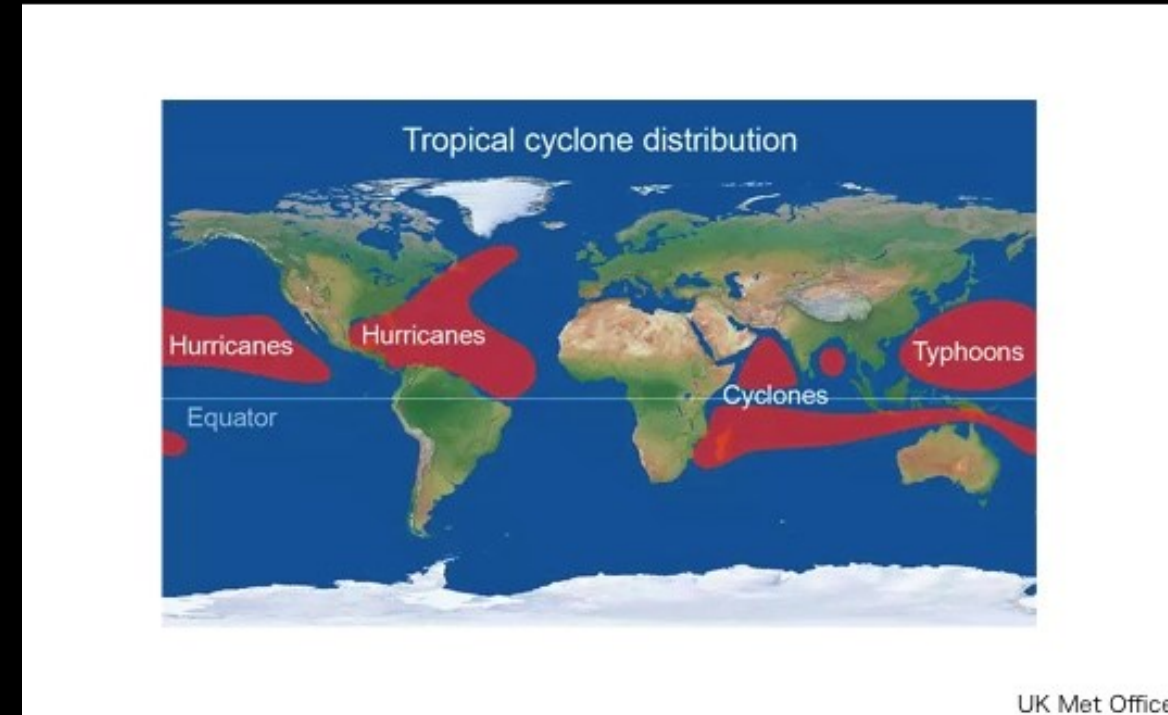 Tropical cyclone distribution
Hurricanes
Hurricanes
Typhoons
Cyclones
Equator
UK Met Office